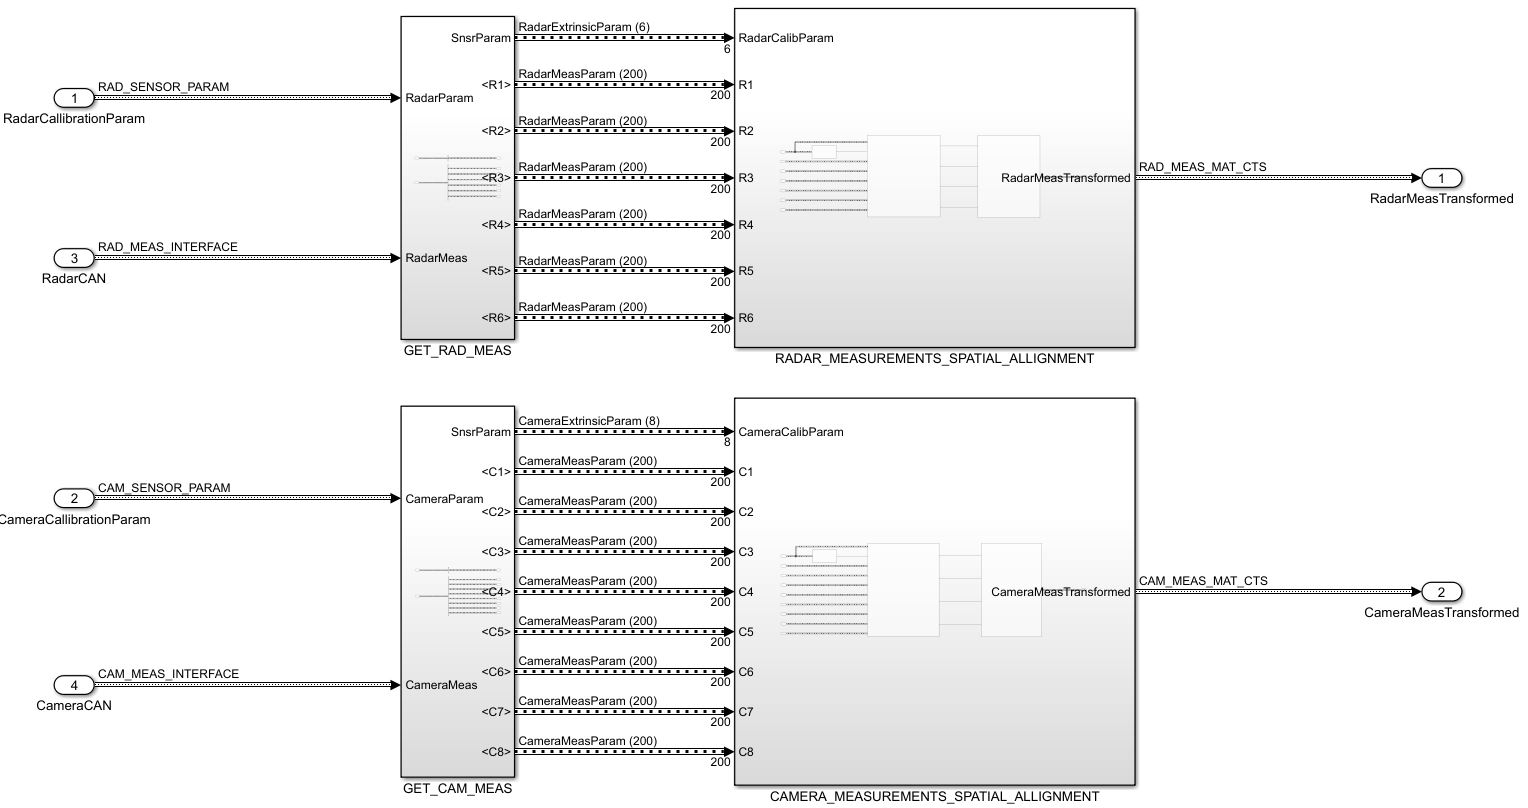 RadarExtrinsicParam (6)
SnsrParam
RadarCalibParam
6
RadarMeasParam (200)
<R1>
R1
200
RAD_SENSOR_PARAM
1
RadarParam
RadarCallibrationParam
RadarMeasParam (200)
<R2>
R2
200
RadarMeasParam (200)
<R3>
R3
200
RadarMeasTransformed
RAD_MEAS_MAT_CTS
1
RadarMeasTransformed
RadarMeasParam (200)
<R4>
R4
200
RAD_MEAS_INTERFACE
3
RadarMeas
RadarCAN
RadarMeasParam (200)
<R5>
R5
200
RadarMeasParam (200)
<R6>
R6
200
GET_RAD_MEAS
RADAR_MEASUREMENTS_SPATIAL_ALLIGNMENT
CameraExtrinsicParam (8)
SnsrParam
CameraCalibParam
8
CameraMeasParam (200)
<C1>
C1
200
CAM_SENSOR_PARAM
2
CameraParam
CameraCallibrationParam
CameraMeasParam (200)
<C2>
C2
200
CameraMeasParam (200)
<C3>
C3
200
CameraMeasParam (200)
<C4>
C4
200
CameraMeasTransformed
CAM_MEAS_MAT_CTS
2
CameraMeasTransformed
CameraMeasParam (200)
<C5>
C5
200
CameraMeasParam (200)
<C6>
C6
200
CAM_MEAS_INTERFACE
4
CameraMeas
CameraCAN
CameraMeasParam (200)
<C7>
C7
200
CameraMeasParam (200)
<C8>
C8
200
GET_CAM_MEAS
CAMERA_MEASUREMENTS_SPATIAL_ALLIGNMENT